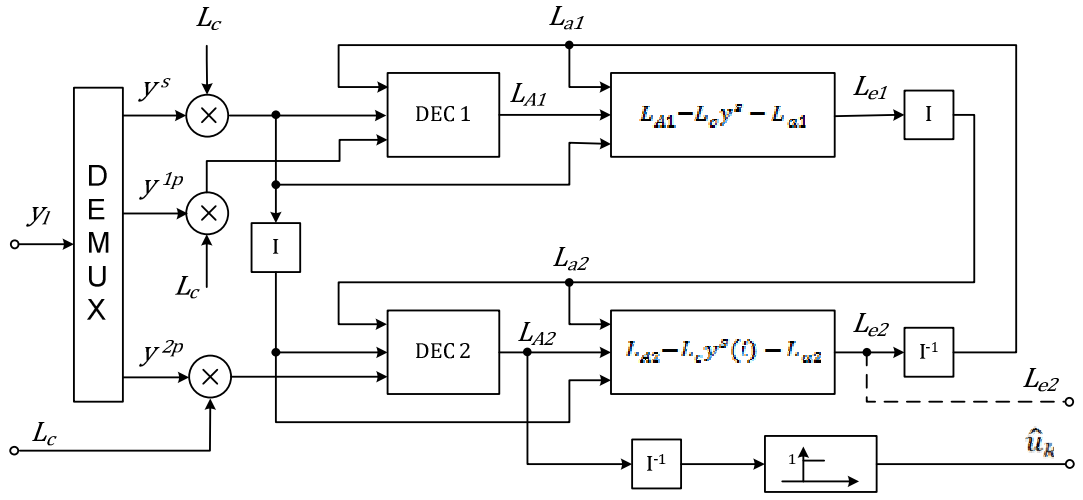 L_c
L_a1
y^s
DEC 1
L_A1
L_A1−L_c y^s − L_a1
L_e1
I
DEMUX
y^1p
y_l
I
L_c
L_a2
y^2p
DEC 2
L_A2
L_A2−L_c y^s(t) − L_a2
L_e2
I^-1
L_e2
L_c
I^-1
1
û_k